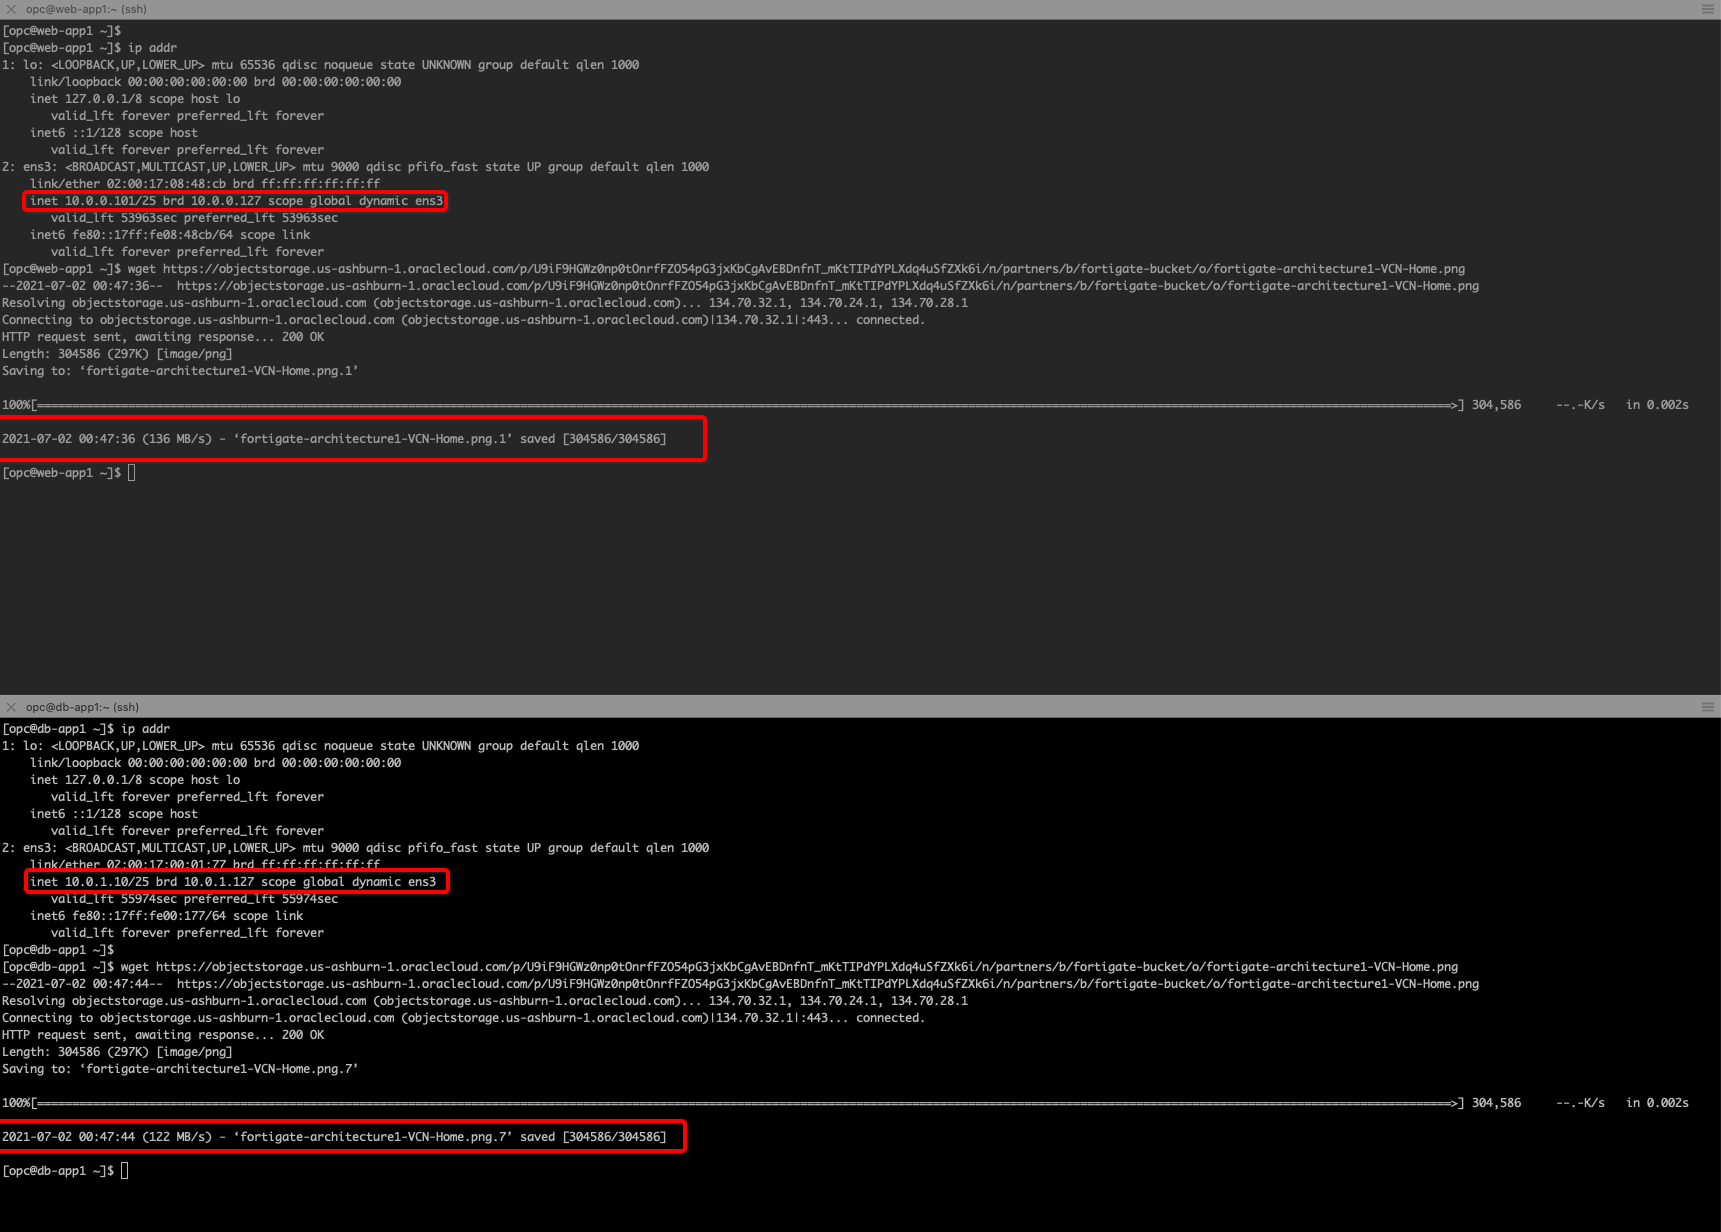 opc@web-app1:~ (ssh)
[opc@web-app1 ~]$
[opc@web-app1 ~]$ ip addr
1: lo: <LOOPBACK,UP,LOWER_UP> mtu 65536 qdisc noqueue state UNKNOWN group default qlen 1000
    link/loopback 00:00:00:00:00:00 brd 00:00:00:00:00:00
    inet 127.0.0.1/8 scope host lo
       valid_lft forever preferred_lft forever
    inet6 ::1/128 scope host
       valid_lft forever preferred_lft forever
2: ens3: <BROADCAST,MULTICAST,UP,LOWER_UP> mtu 9000 qdisc pfifo_fast state UP group default qlen 1000
    link/ether 02:00:17:08:48:cb brd ff:ff:ff:ff:ff:ff
    inet 10.0.0.101/25 brd 10.0.0.127 scope global dynamic ens3
       valid_lft 53963sec preferred_lft 53963sec
    inet6 fe80::17ff:fe08:48cb/64 scope link
       valid_lft forever preferred_lft forever
[opc@web-app1 ~]$ wget https://objectstorage.us-ashburn-1.oraclecloud.com/p/U9iF9HGWz0np0tOnrfFZO54pG3jxKbCgAvEBDnfnT_mKtTIPdYPLXdq4uSfZXk6i/n/partners/b/fortigate-bucket/o/fortigate-architecture1-VCN-Home.png
--2021-07-02 00:47:36--  https://objectstorage.us-ashburn-1.oraclecloud.com/p/U9iF9HGWz0np0tOnrfFZO54pG3jxKbCgAvEBDnfnT_mKtTIPdYPLXdq4uSfZXk6i/n/partners/b/fortigate-bucket/o/fortigate-architecture1-VCN-Home.png
Resolving objectstorage.us-ashburn-1.oraclecloud.com (objectstorage.us-ashburn-1.oraclecloud.com)... 134.70.32.1, 134.70.24.1, 134.70.28.1
Connecting to objectstorage.us-ashburn-1.oraclecloud.com (objectstorage.us-ashburn-1.oraclecloud.com)|134.70.32.1|:443... connected.
HTTP request sent, awaiting response... 200 OK
Length: 304586 (297K) [image/png]
Saving to: ‘fortigate-architecture1-VCN-Home.png.1’
100%[=====================================>] 304,586     --.-K/s   in 0.002s
2021-07-02 00:47:36 (136 MB/s) - ‘fortigate-architecture1-VCN-Home.png.1’ saved [304586/304586]
[opc@web-app1 ~]$
opc@db-app1:~ (ssh)
[opc@db-app1 ~]$ ip addr
1: lo: <LOOPBACK,UP,LOWER_UP> mtu 65536 qdisc noqueue state UNKNOWN group default qlen 1000
    link/loopback 00:00:00:00:00:00 brd 00:00:00:00:00:00
    inet 127.0.0.1/8 scope host lo
       valid_lft forever preferred_lft forever
    inet6 ::1/128 scope host
       valid_lft forever preferred_lft forever
2: ens3: <BROADCAST,MULTICAST,UP,LOWER_UP> mtu 9000 qdisc pfifo_fast state UP group default qlen 1000
    link/ether 02:00:17:00:01:77 brd ff:ff:ff:ff:ff:ff
    inet 10.0.1.10/25 brd 10.0.1.127 scope global dynamic ens3
       valid_lft 55974sec preferred_lft 55974sec
    inet6 fe80::17ff:fe00:177/64 scope link
       valid_lft forever preferred_lft forever
[opc@db-app1 ~]$
[opc@db-app1 ~]$ wget https://objectstorage.us-ashburn-1.oraclecloud.com/p/U9iF9HGWz0np0tOnrfFZO54pG3jxKbCgAvEBDnfnT_mKtTIPdYPLXdq4uSfZXk6i/n/partners/b/fortigate-bucket/o/fortigate-architecture1-VCN-Home.png
--2021-07-02 00:47:44--  https://objectstorage.us-ashburn-1.oraclecloud.com/p/U9iF9HGWz0np0tOnrfFZO54pG3jxKbCgAvEBDnfnT_mKtTIPdYPLXdq4uSfZXk6i/n/partners/b/fortigate-bucket/o/fortigate-architecture1-VCN-Home.png
Resolving objectstorage.us-ashburn-1.oraclecloud.com (objectstorage.us-ashburn-1.oraclecloud.com)... 134.70.32.1, 134.70.24.1, 134.70.28.1
Connecting to objectstorage.us-ashburn-1.oraclecloud.com (objectstorage.us-ashburn-1.oraclecloud.com)|134.70.32.1|:443... connected.
HTTP request sent, awaiting response... 200 OK
Length: 304586 (297K) [image/png]
Saving to: ‘fortigate-architecture1-VCN-Home.png.7’
100%[=====================================>] 304,586     --.-K/s   in 0.002s
2021-07-02 00:47:44 (122 MB/s) - ‘fortigate-architecture1-VCN-Home.png.7’ saved [304586/304586]
[opc@db-app1 ~]$